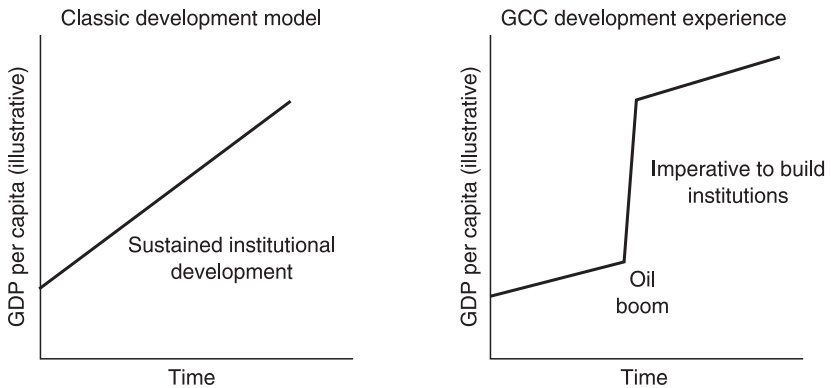 Classic development model
GDP per capita (illustrative)
Sustained institutional
development
Time
GCC development experience
GDP per capita (illustrative)
Imperative to build
institutions
Oil
boom
Time